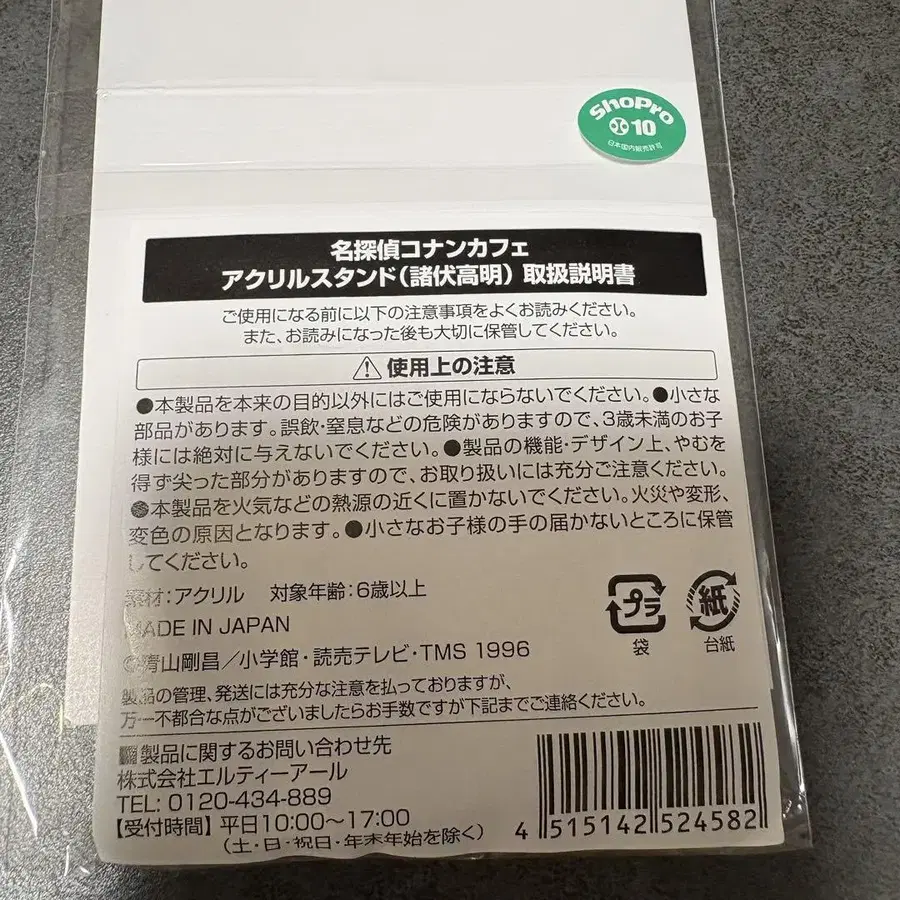 ShoPro
10
日本国内販売許可
名探偵コナンカフェ
アクリルスタンド(諸伏高明) 取扱説明書
ご使用になる前に以下の注意事項をよくお読みください。
また、お読みになった後も大切に保管してください。
使用上の注意
●本製品を本来の目的以外にはご使用にならないでください。●小さな
部品があります。誤飲・窒息などの危険がありますので、3歳未満のお子
様には絶対に与えないでください。●製品の機能・デザイン上、やむを
得ず尖った部分がありますので、お取り扱いには充分ご注意ください。
●本製品を火気などの熱源の近くに置かないでください。火災や変形、
変色の原因となります。●小さなお子様の手の届かないところに保管
してください。
素材:アクリル 対象年齢:6歳以上
MADE IN JAPAN
©青山剛昌/小学館・読売テレビ・TMS 1996
プラ
袋
紙
台紙
製品の管理、発送には充分な注意を払っておりますが、
万一不都合な点がございましたらお手数ですが下記までご連絡ください。
■製品に関するお問い合わせ先
株式会社エルティーアール
TEL: 0120-434-889
【受付時間】平日10:00〜17:00
(土・日・祝日・年末年始を除く)
4 515142 524582